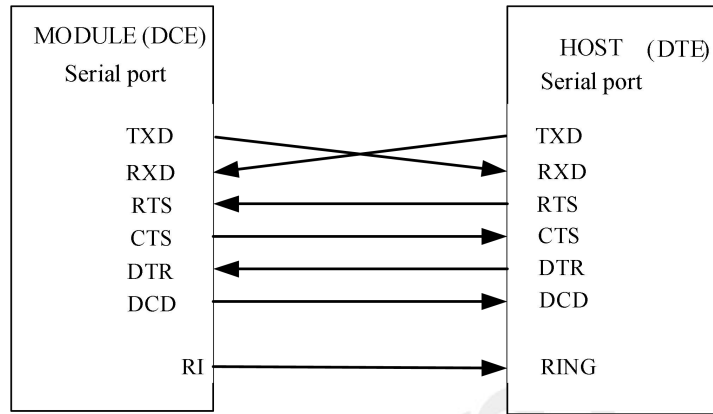 MODULE (DCE)
Serial port
TXD
RXD
RTS
CTS
DTR
DCD
RI
HOST (DTE)
Serial port
TXD
RXD
RTS
CTS
DTR
DCD
RING